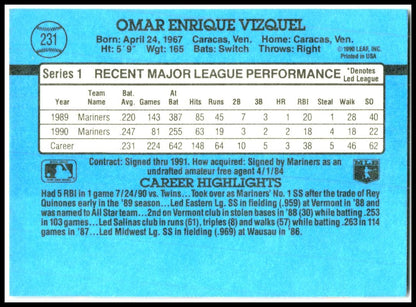 231
OMAR ENRIQUE VIZQUEL
Born: April 24, 1967 Caracas, Ven. Home: Caracas, Ven.
Ht: 5' 9" Wgt: 165 Bats: Switch Throws: Right
© 1990 LEAF, INC.
Printed in USA
Series 1 RECENT MAJOR LEAGUE PERFORMANCE *Denotes Led League
Year Team Name Bat. Avg. Games At Bat Hits Runs 2B 3B HR RBI Steal Walk SO
1989 Mariners .220 143 387 85 45 7 3 1 20 1 28 40
1990 Mariners .247 81 255 63 19 3 2 2 18 4 18 22
Career .231 224 642 148 64 10 5 3 38 5 46 62
Contract: Signed thru 1991. How acquired: Signed by Mariners as an
undrafted amateur free agent 4/1/84
CAREER HIGHLIGHTS
Had 5 RBI in 1 game 7/24/90 vs. Twins... Took over as Mariners' No. 1 SS after the trade of Rey
Quinones early in the '89 season... Led Eastern Lg. SS in fielding (.959) at Vermont in '88 and
was named to All Star team... 2nd on Vermont club in stolen bases in '88 (30) while batting .253
in 103 games... Led Salinas club in runs (61), triples (8) and walks (57) while batting .263 in 114
games in '87... Led Midwest Lg. SS in fielding (.969) at Wausau in '86.